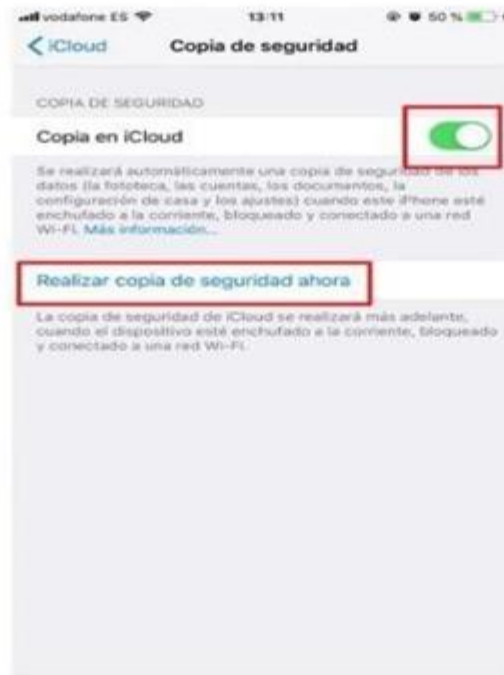 vodafone ES 13:11 50 %
iCloud Copia de seguridad
COPIA DE SEGURIDAD
Copia en iCloud
Se realizará automáticamente una copia de seguridad de los
datos (la fototeca, las cuentas, los documentos, la
configuración de casa y los ajustes) cuando este iPhone esté
enchufado a la corriente, bloqueado y conectado a una red
Wi-Fi. Más información...
Realizar copia de seguridad ahora
La copia de seguridad de iCloud se realizará más adelante,
cuando el dispositivo esté enchufado a la corriente, bloqueado
y conectado a una red Wi-Fi.